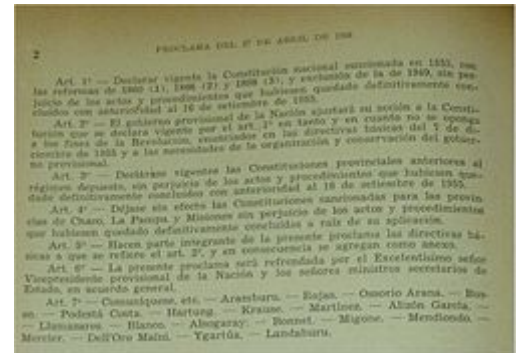 2
PROCLAMA DEL 27 DE ABRIL DE 1956
Art. 1º — Declarar vigente la Constitución nacional sancionada en 1853, con
las reformas de 1860 (1), 1866 (2) y 1898 (3), y exclusión de la de 1949, sin per-
juicio de los actos y procedimientos que hubiesen quedado definitivamente con-
cluidos con anterioridad al 16 de setiembre de 1955.
Art. 2º — El gobierno provisional de la Nación ajustará su acción a la Consti-
tución que se declara vigente por el art. 1º en tanto y en cuanto no se oponga
a los fines de la Revolución, enunciados en las directivas básicas del 7 de di-
ciembre de 1955 y a las necesidades de la organización y conservación del gobier-
no provisional.
Art. 3º — Decláranse vigentes las Constituciones provinciales anteriores al
régimen depuesto, sin perjuicio de los actos y procedimientos que hubiesen que-
dado definitivamente concluidos con anterioridad al 16 de setiembre de 1955.
Art. 4º — Déjase sin efecto las Constituciones sancionadas para las provin
cias de Chaco, La Pampa y Misiones sin perjuicio de los actos y procedimientos
que hubiesen quedado definitivamente concluidos a raíz de su aplicación.
Art. 5º — Hacen parte integrante de la presente proclama las directivas bá-
sicas a que se refiere el art. 2º, y en consecuencia se agregan como anexo.
Art. 6º — La presente proclama será refrendada por el Excelentísimo señor
Vicepresidente provisional de la Nación y los señores ministros secretarios de
Estado, en acuerdo general.
Art. 7º — Comuníquese, etc. — Aramburu. — Rojas. — Ossorio Arana. — Bus-
so. — Podestá Costa. — Hartung. — Krause. — Martínez. — Alizón García. —
— Llamazares. — Blanco. — Alsogaray. — Bonnet. — Migone. — Mendiondo. —
Mercier. — Dell'Oro Maini. — Ygartúa. — Landaburu.